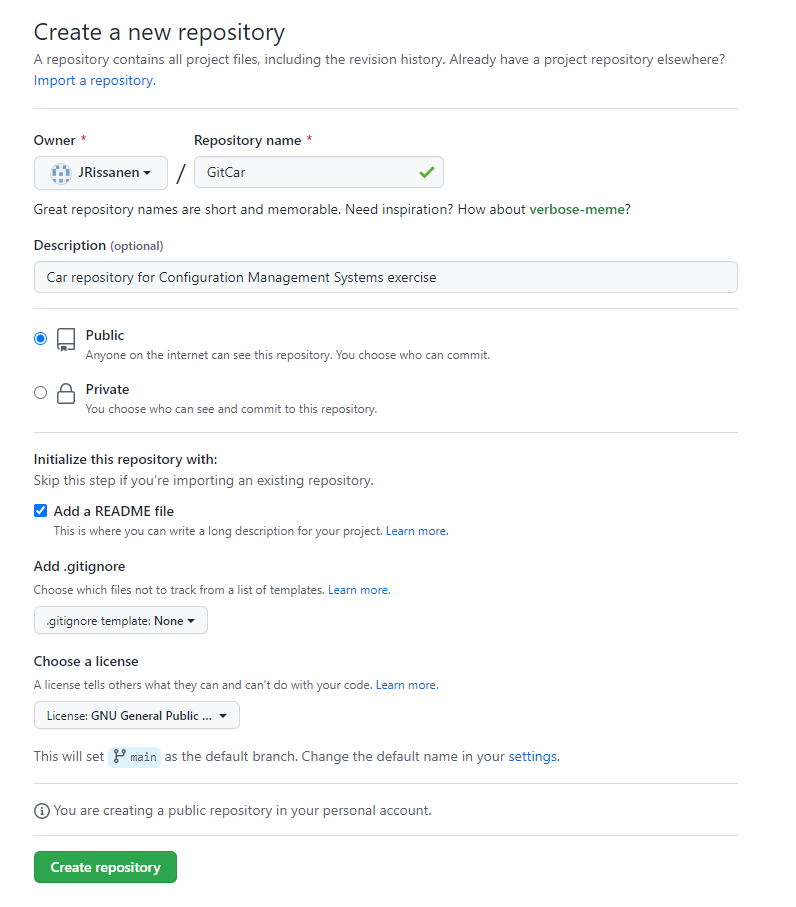 Create a new repository
A repository contains all project files, including the revision history. Already have a project repository elsewhere?
Import a repository.
Owner * Repository name *
JRissanen / GitCar
Great repository names are short and memorable. Need inspiration? How about verbose-meme?
Description (optional)
Car repository for Configuration Management Systems exercise
Public
Anyone on the internet can see this repository. You choose who can commit.
Private
You choose who can see and commit to this repository.
Initialize this repository with:
Skip this step if you're importing an existing repository.
Add a README file
This is where you can write a long description for your project. Learn more.
Add .gitignore
Choose which files not to track from a list of templates. Learn more.
.gitignore template: None
Choose a license
A license tells others what they can and can't do with your code. Learn more.
License: GNU General Public ...
This will set main as the default branch. Change the default name in your settings.
You are creating a public repository in your personal account.
Create repository